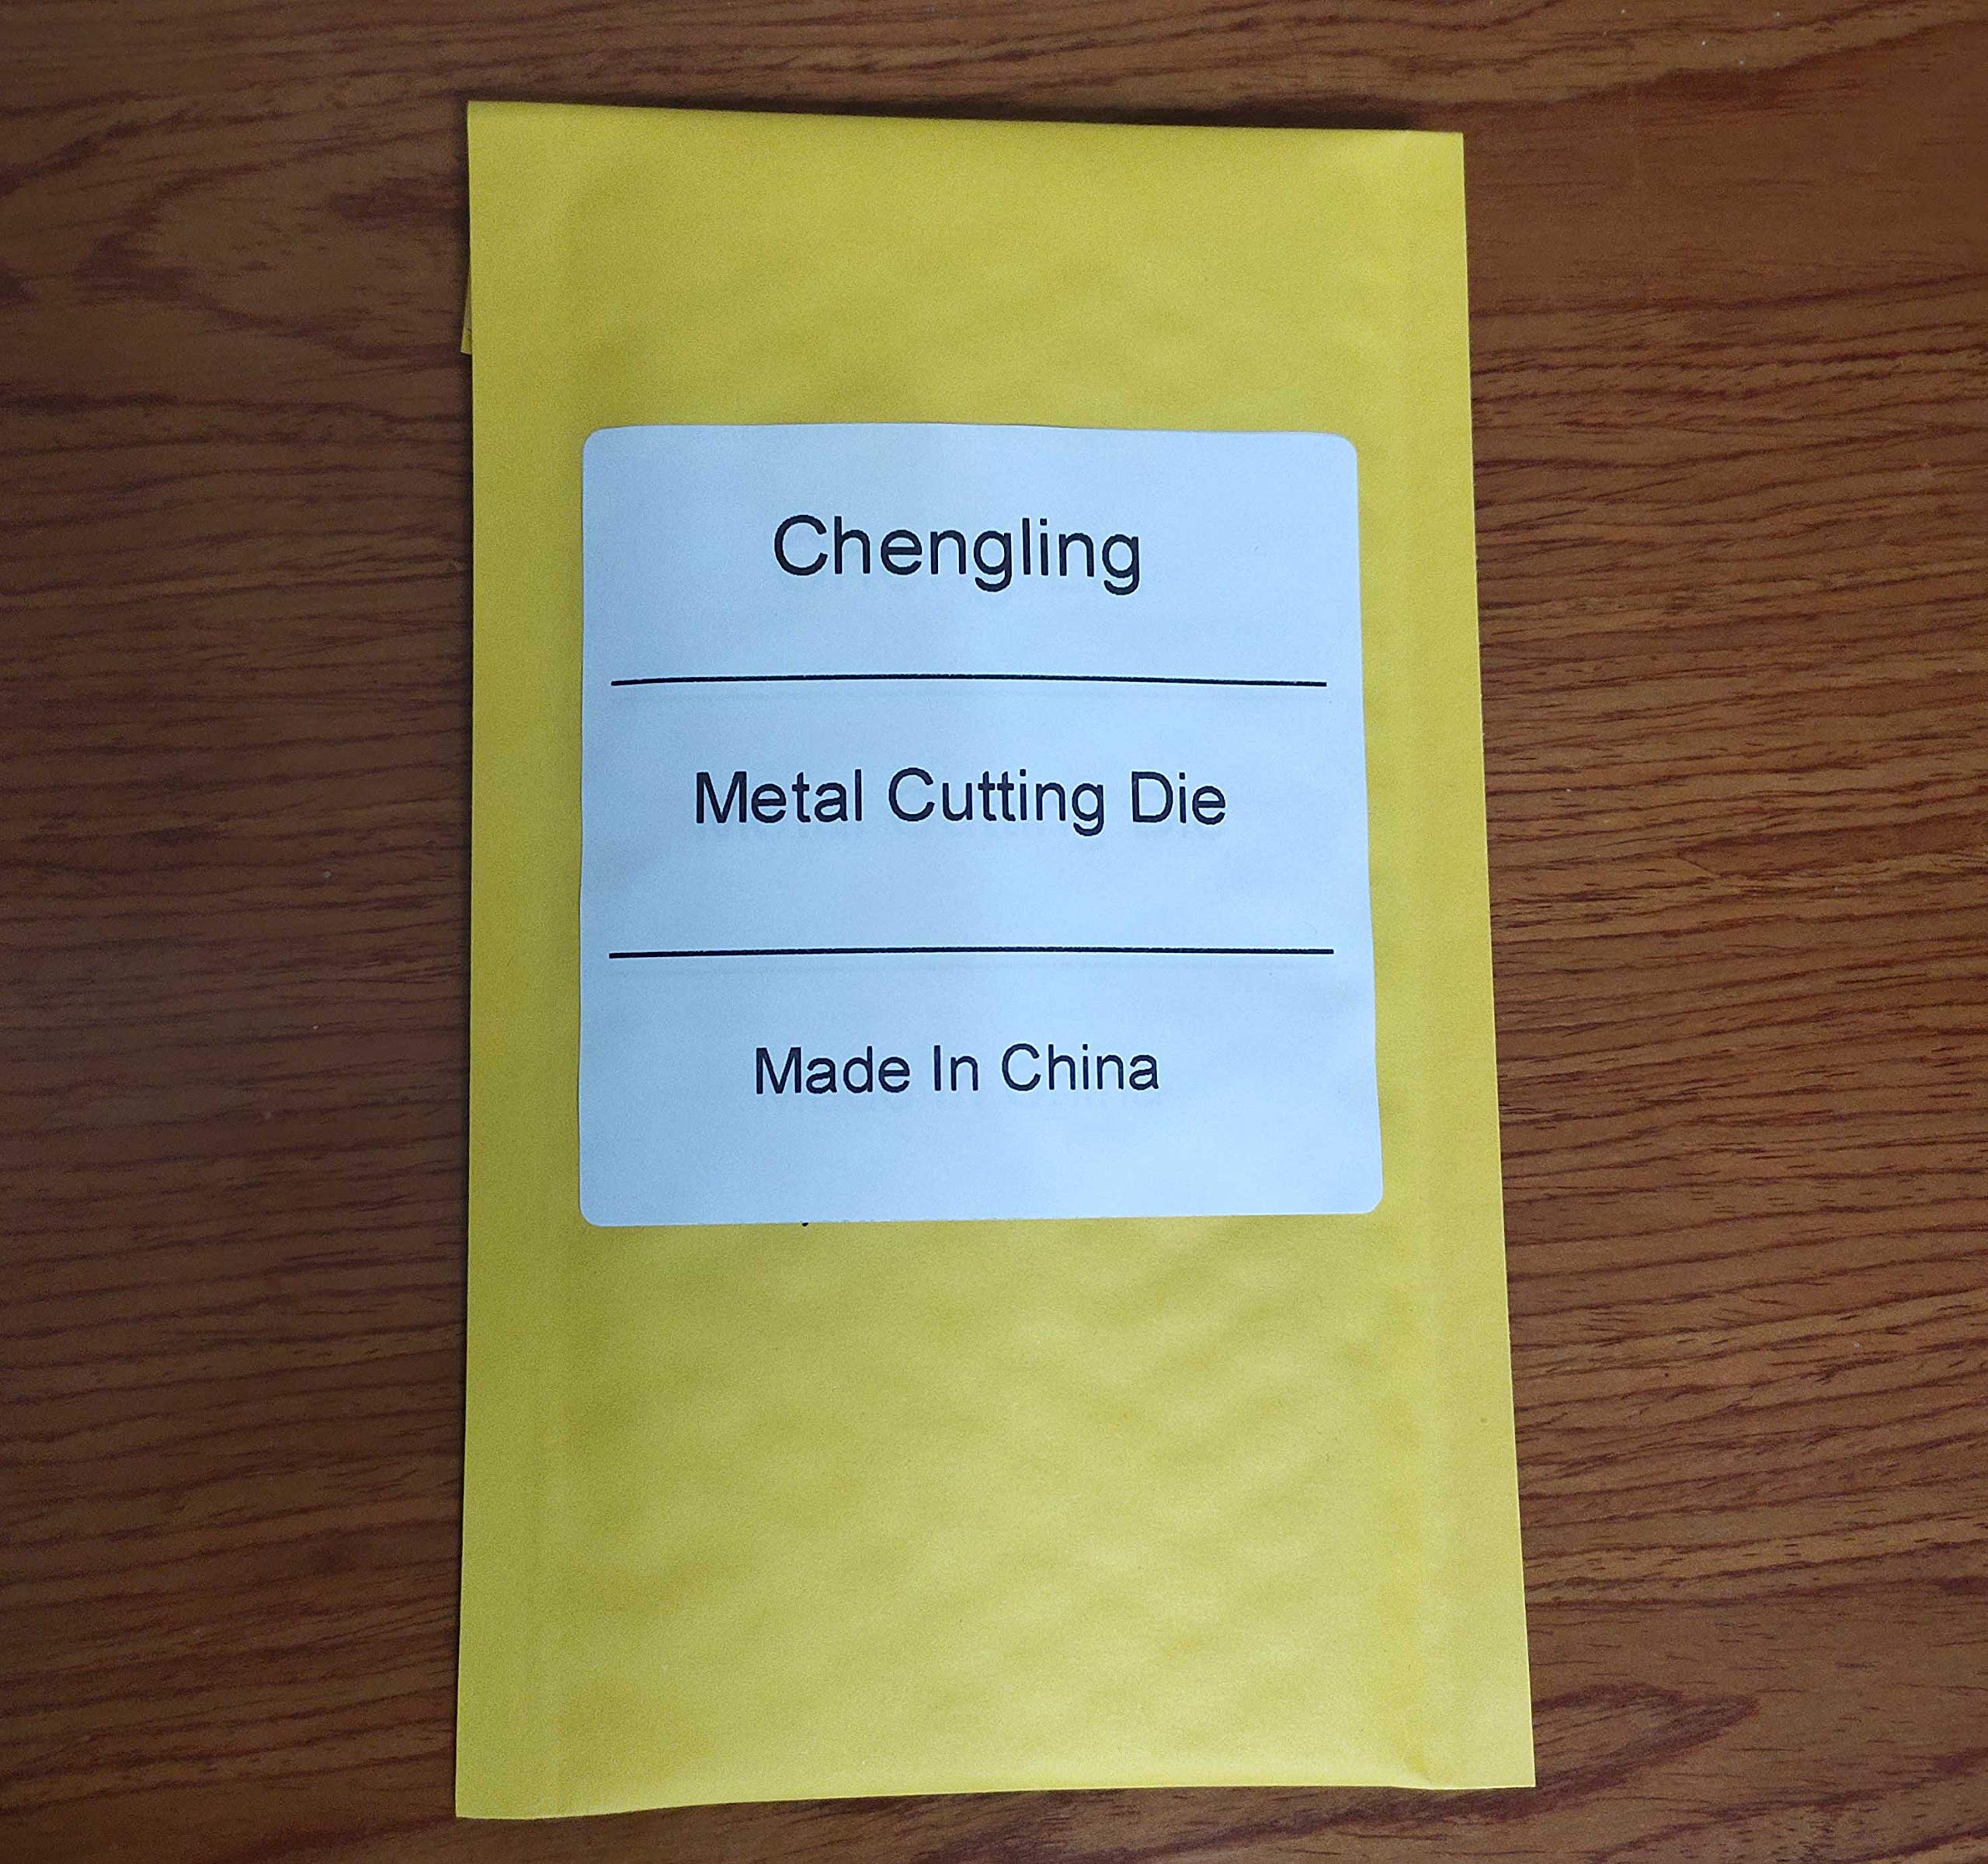 Chengling
Metal Cutting Die
Made In China